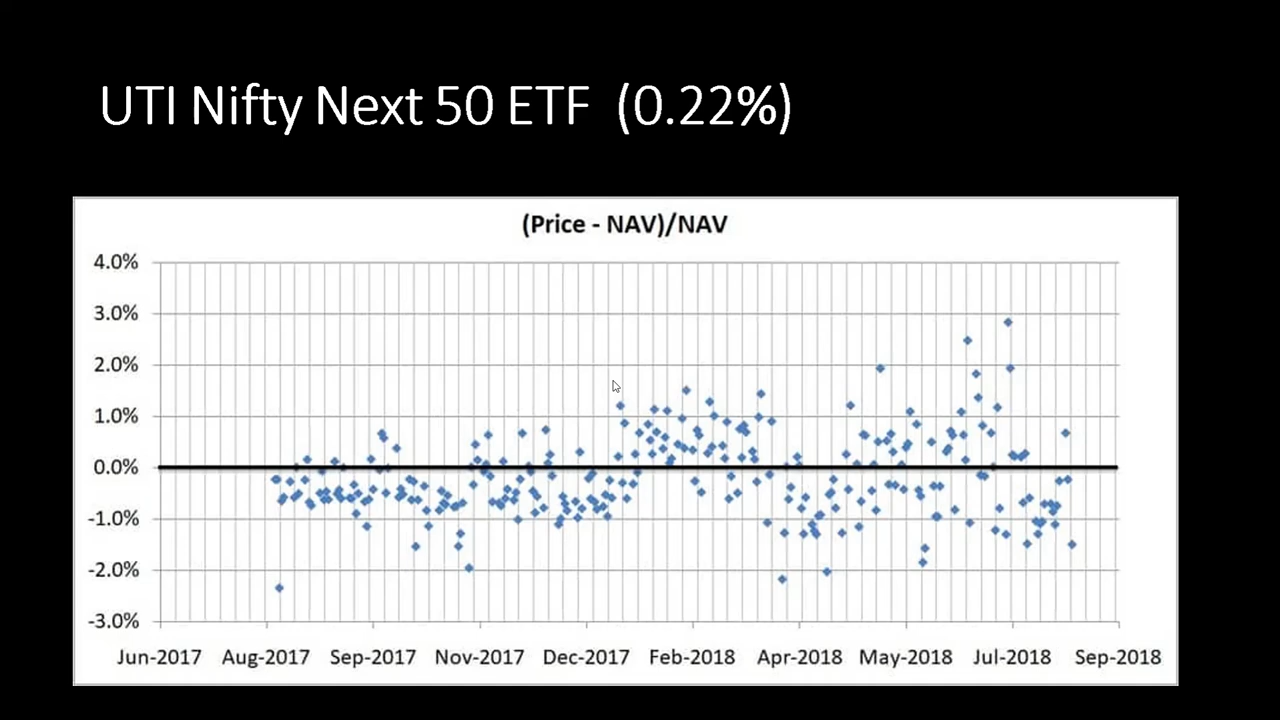 UTI Nifty Next 50 ETF (0.22%)
(Price - NAV)/NAV
4.0%
3.0%
2.0%
1.0%
0.0%
-1.0%
-2.0%
-3.0%
Jun-2017 Aug-2017 Sep-2017 Nov-2017 Dec-2017 Feb-2018 Apr-2018 May-2018 Jul-2018 Sep-2018